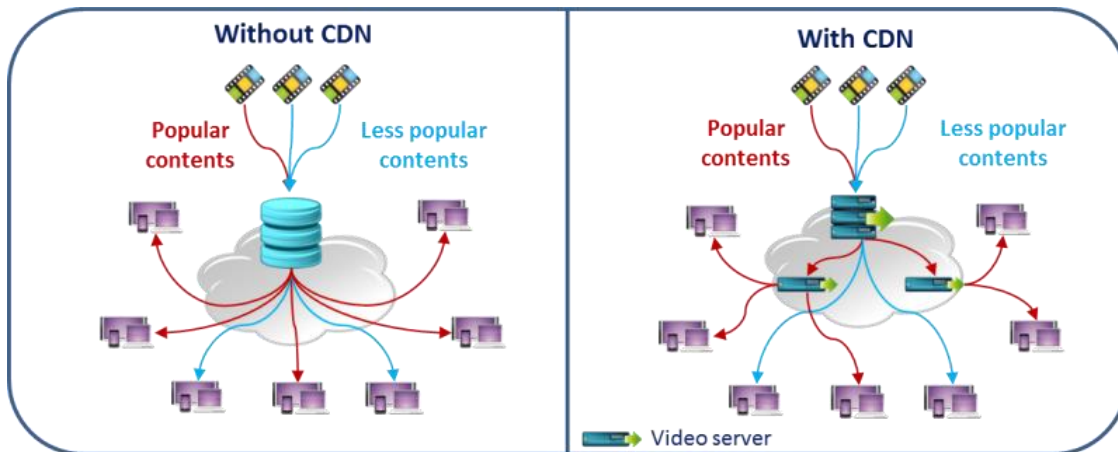 Without CDN
Popular
contents
Less popular
contents
With CDN
Popular
contents
Less popular
contents
Video server